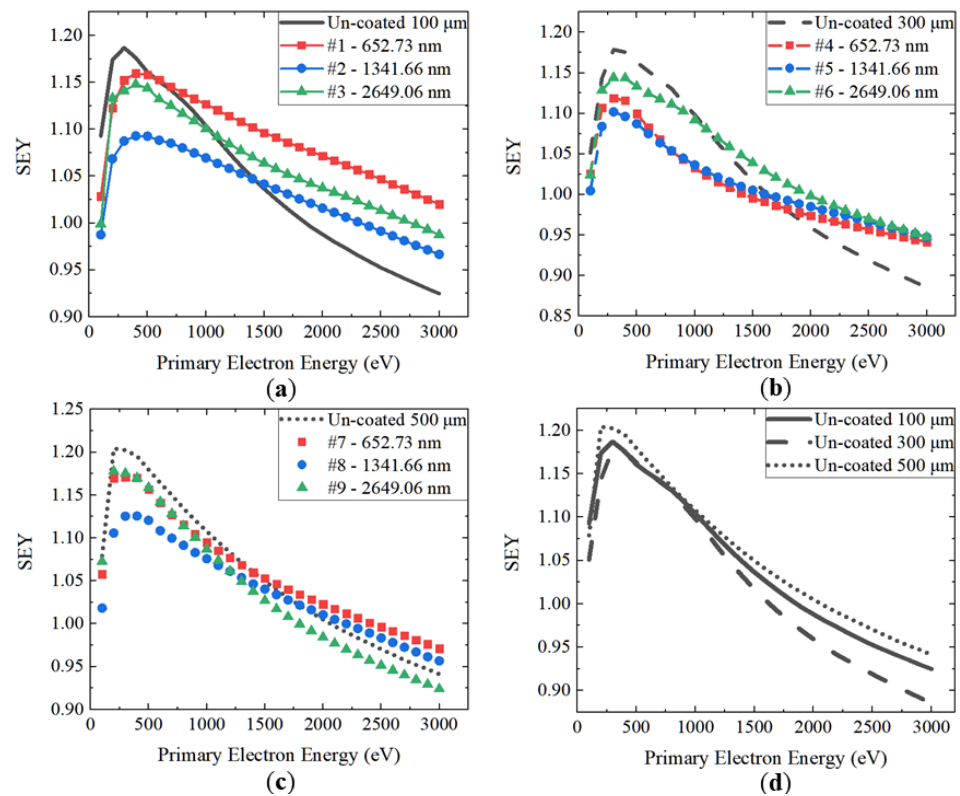 Un-coated 100 μm
#1 - 652.73 nm
#2 - 1341.66 nm
#3 - 2649.06 nm
1.20
1.15
1.10
1.05
1.00
0.95
0.90
SEY
0 500 1000 1500 2000 2500 3000
Primary Electron Energy (eV)
(a)
Un-coated 300 μm
#4 - 652.73 nm
#5 - 1341.66 nm
#6 - 2649.06 nm
1.20
1.15
1.10
1.05
1.00
0.95
0.90
0.85
SEY
0 500 1000 1500 2000 2500 3000
Primary Electron Energy (eV)
(b)
Un-coated 500 μm
#7 - 652.73 nm
#8 - 1341.66 nm
#9 - 2649.06 nm
1.25
1.20
1.15
1.10
1.05
1.00
0.95
0.90
SEY
0 500 1000 1500 2000 2500 3000
Primary Electron Energy (eV)
(c)
Un-coated 100 μm
Un-coated 300 μm
Un-coated 500 μm
1.20
1.15
1.10
1.05
1.00
0.95
0.90
SEY
0 500 1000 1500 2000 2500 3000
Primary Electron Energy (eV)
(d)